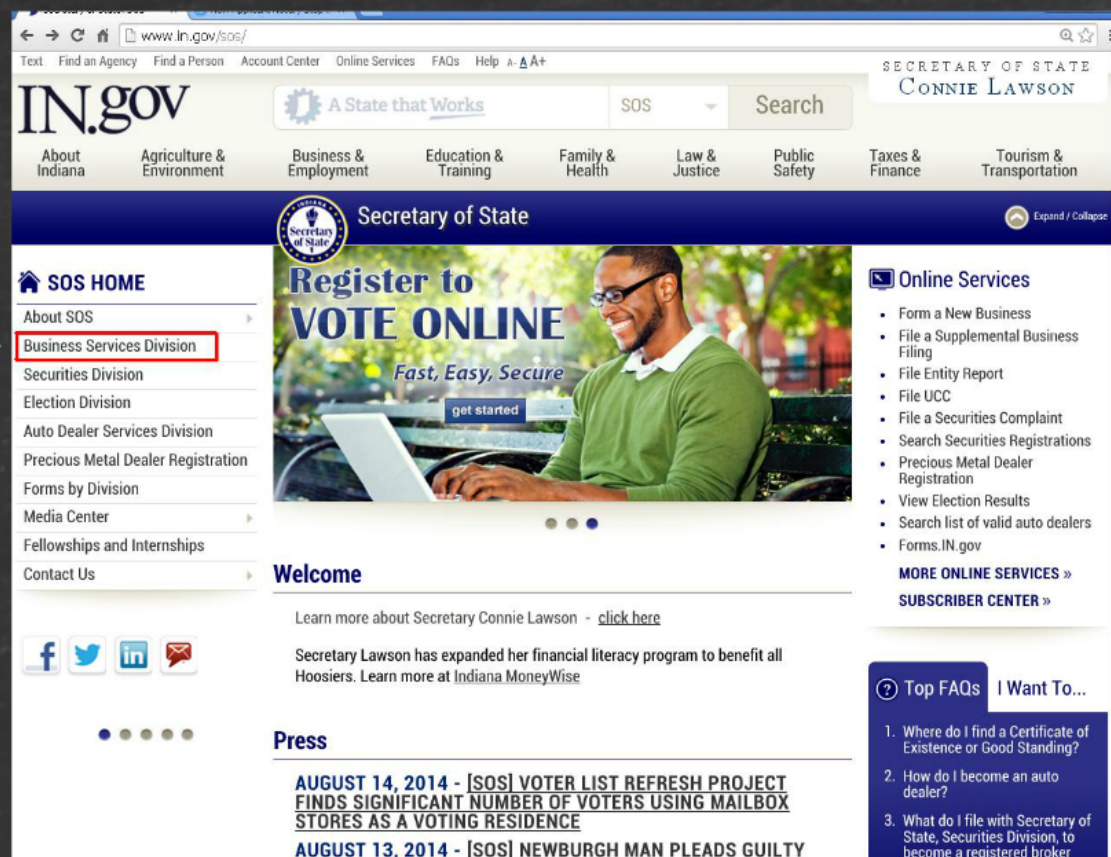 www.in.gov/sos/
Text Find an Agency Find a Person Account Center Online Services FAQs Help A- A A+
SECRETARY OF STATE
CONNIE LAWSON
IN.gov
A State that Works
SOS
Search
About Indiana
Agriculture & Environment
Business & Employment
Education & Training
Family & Health
Law & Justice
Public Safety
Taxes & Finance
Tourism & Transportation
INDIANA
Secretary of State
Secretary of State
Expand / Collapse
SOS HOME
About SOS
Business Services Division
Securities Division
Election Division
Auto Dealer Services Division
Precious Metal Dealer Registration
Forms by Division
Media Center
Fellowships and Internships
Contact Us
Register to
VOTE ONLINE
Fast, Easy, Secure
get started
Welcome
Learn more about Secretary Connie Lawson - click here
Secretary Lawson has expanded her financial literacy program to benefit all
Hoosiers. Learn more at Indiana MoneyWise
Press
AUGUST 14, 2014 - [SOS] VOTER LIST REFRESH PROJECT
FINDS SIGNIFICANT NUMBER OF VOTERS USING MAILBOX
STORES AS A VOTING RESIDENCE
AUGUST 13, 2014 - [SOS] NEWBURGH MAN PLEADS GUILTY
Online Services
Form a New Business
File a Supplemental Business
Filing
File Entity Report
File UCC
File a Securities Complaint
Search Securities Registrations
Precious Metal Dealer
Registration
View Election Results
Search list of valid auto dealers
Forms.IN.gov
MORE ONLINE SERVICES »
SUBSCRIBER CENTER »
Top FAQs
I Want To...
1. Where do I find a Certificate of
Existence or Good Standing?
2. How do I become an auto
dealer?
3. What do I file with Secretary of
State, Securities Division, to
become a registered broker